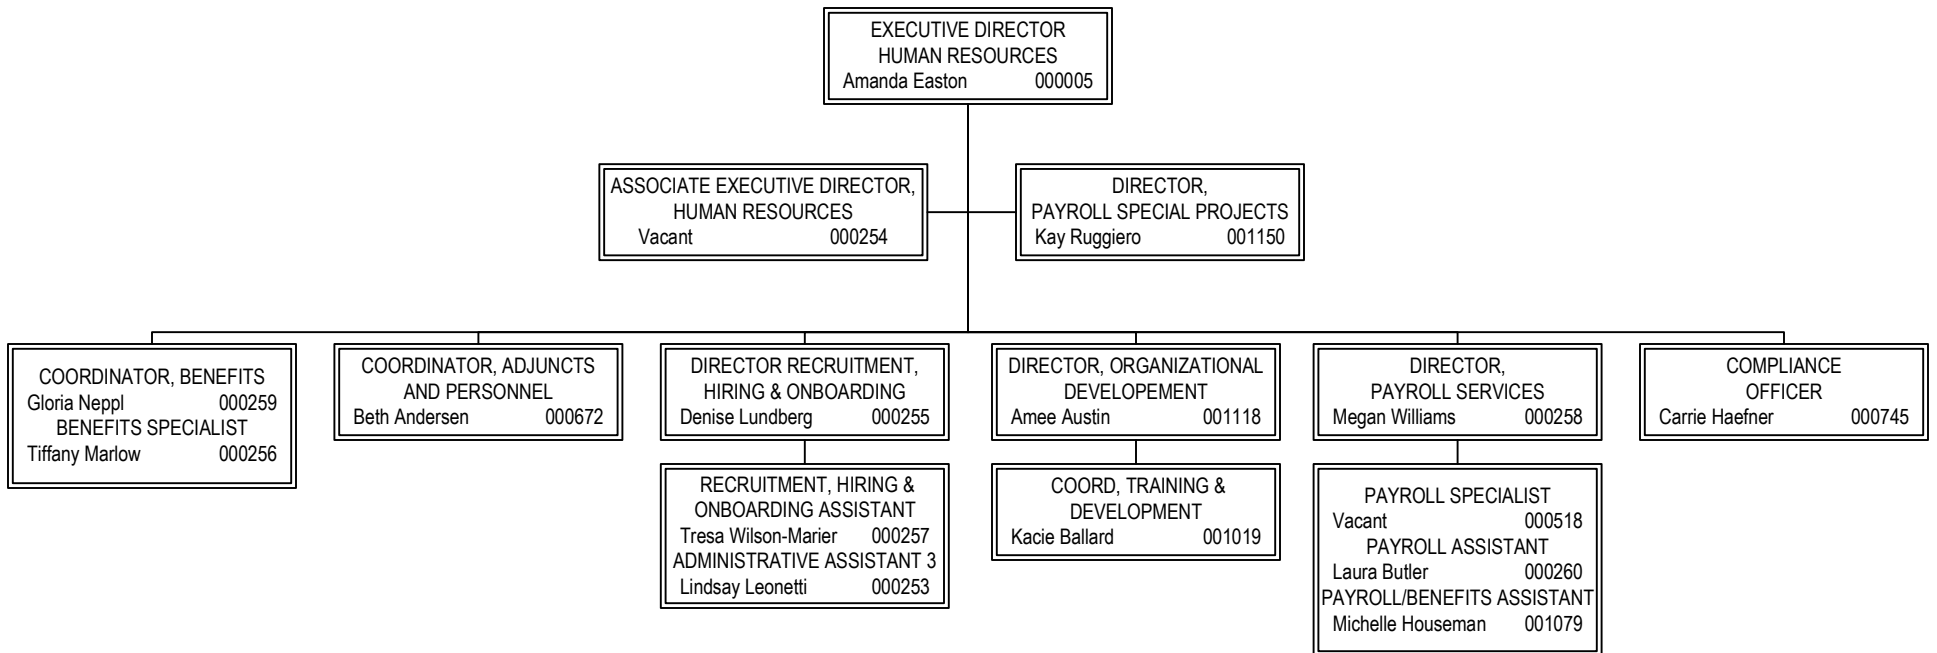 EXECUTIVE DIRECTOR
HUMAN RESOURCES
Amanda Easton 000005
ASSOCIATE EXECUTIVE DIRECTOR,
HUMAN RESOURCES
Vacant 000254
DIRECTOR,
PAYROLL SPECIAL PROJECTS
Kay Ruggiero 001150
COORDINATOR, BENEFITS
Gloria Neppl 000259
BENEFITS SPECIALIST
Tiffany Marlow 000256
COORDINATOR, ADJUNCTS
AND PERSONNEL
Beth Andersen 000672
DIRECTOR RECRUITMENT,
HIRING & ONBOARDING
Denise Lundberg 000255
DIRECTOR, ORGANIZATIONAL
DEVELOPEMENT
Amee Austin 001118
DIRECTOR,
PAYROLL SERVICES
Megan Williams 000258
COMPLIANCE
OFFICER
Carrie Haefner 000745
RECRUITMENT, HIRING &
ONBOARDING ASSISTANT
Tresa Wilson-Marier 000257
ADMINISTRATIVE ASSISTANT 3
Lindsay Leonetti 000253
COORD, TRAINING &
DEVELOPMENT
Kacie Ballard 001019
PAYROLL SPECIALIST
Vacant 000518
PAYROLL ASSISTANT
Laura Butler 000260
PAYROLL/BENEFITS ASSISTANT
Michelle Houseman 001079